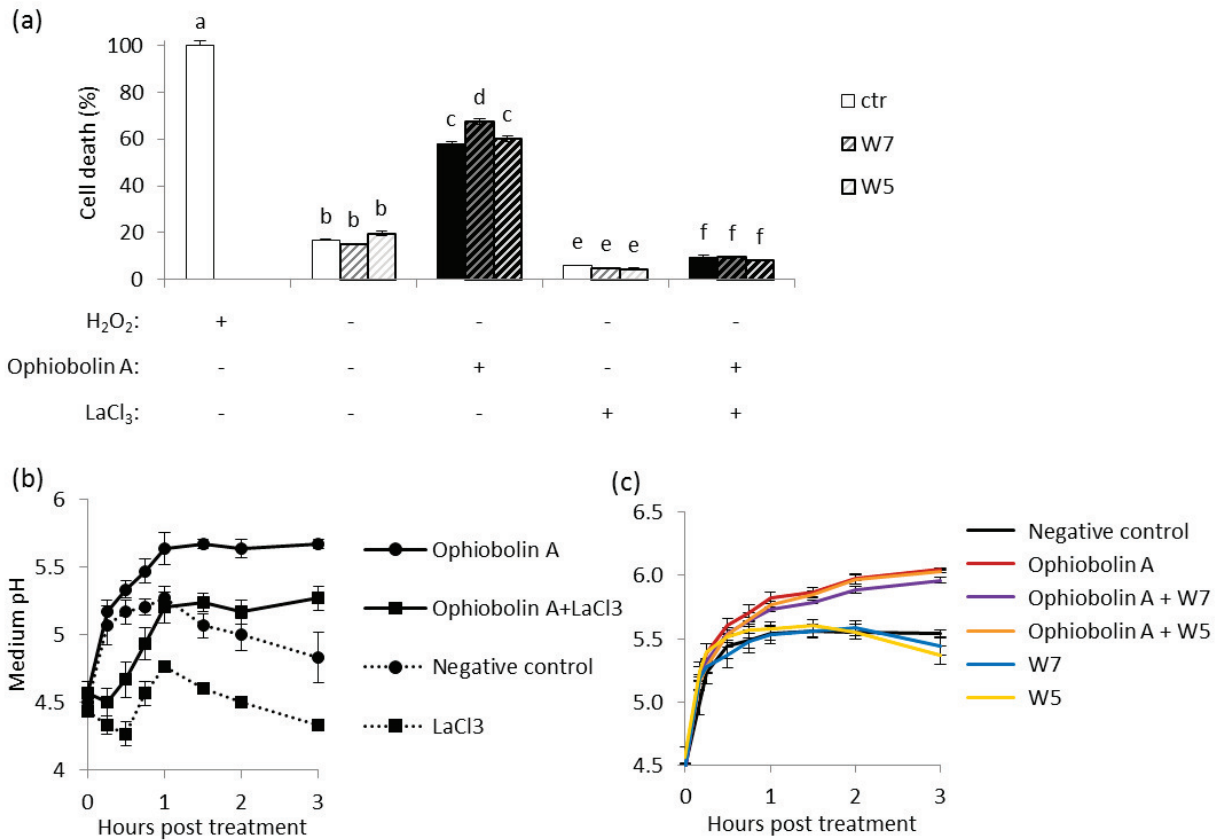 (a)
a
100
80
60
40
20
0
Cell death (%)
b b b
c d c
e e e
f f f
ctr
W7
W5
H₂O₂: + - - - -
Ophiobolin A: - - + - +
LaCl₃: - - - + +
(b)
6
5.5
5
4.5
4
Medium pH
0 1 2 3
Hours post treatment
Ophiobolin A
Ophiobolin A+LaCl3
Negative control
LaCl3
(c)
6.5
6.0
5.5
5.0
4.5
0 1 2 3
Hours post treatment
Negative control
Ophiobolin A
Ophiobolin A + W7
Ophiobolin A + W5
W7
W5